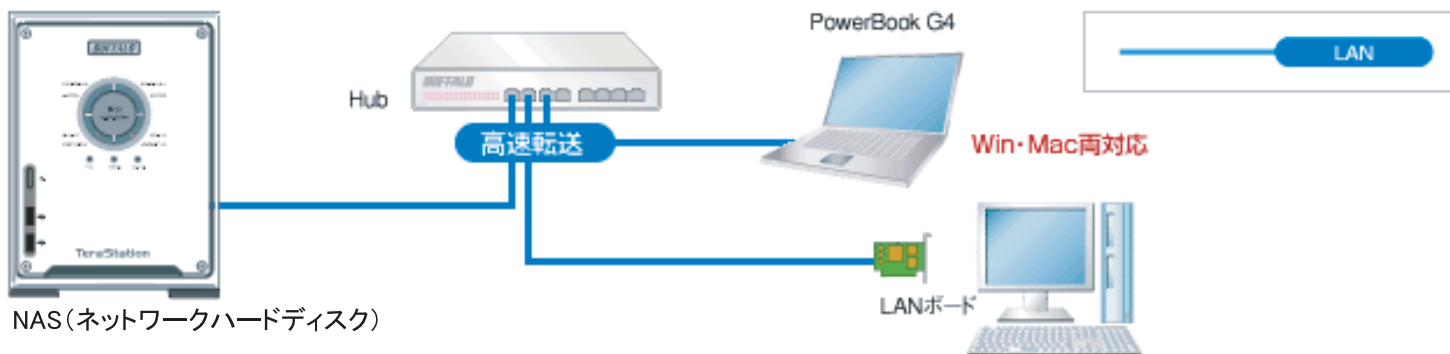 PowerBook G4
LAN
BUFFALO
Hub
高速転送
Win・Mac両対応
TeraStation
LANボード
NAS（ネットワークハードディスク）